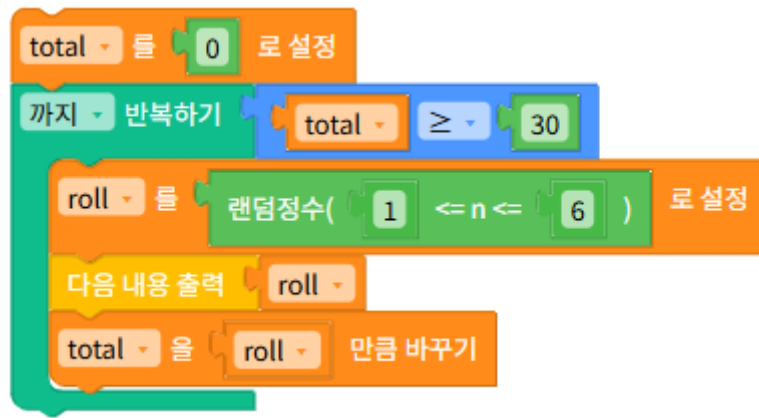 total 를 0 로 설정
까지 반복하기 total ≥ 30
roll 를 랜덤정수( 1 <= n <= 6 ) 로 설정
다음 내용 출력 roll
total 을 roll 만큼 바꾸기